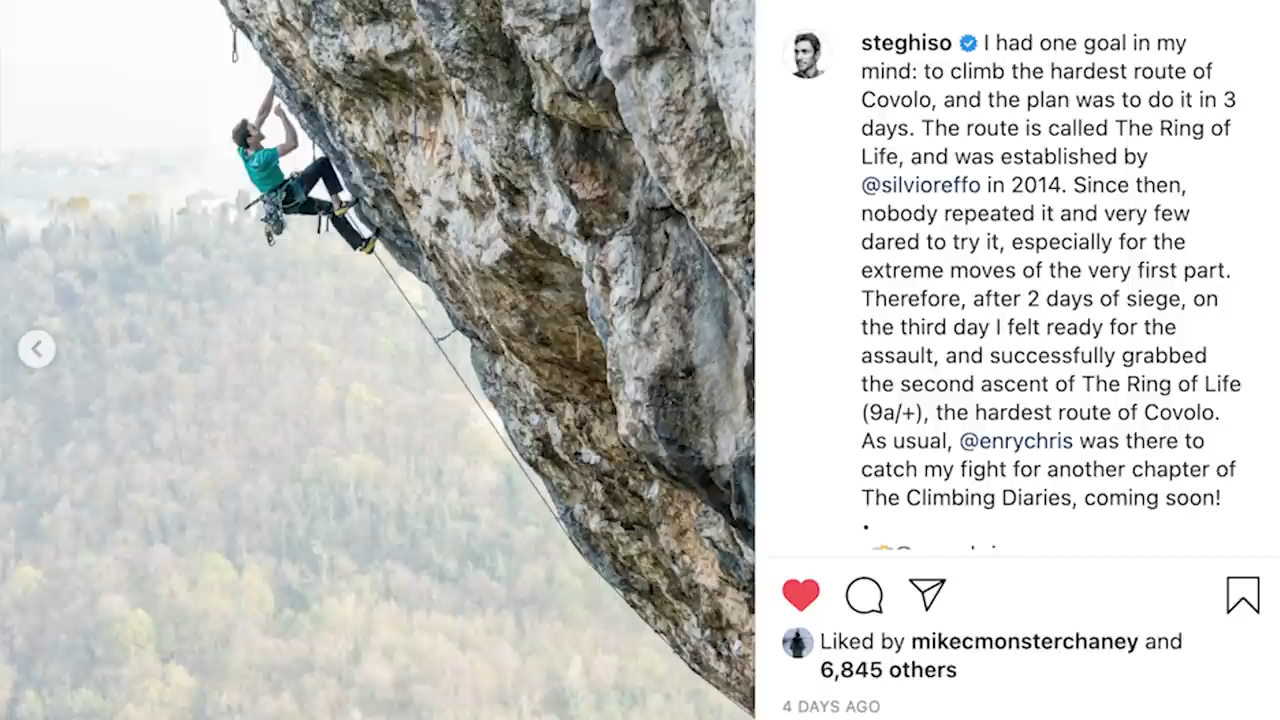 steghiso I had one goal in my
mind: to climb the hardest route of
Covolo, and the plan was to do it in 3
days. The route is called The Ring of
Life, and was established by
@silvioreffo in 2014. Since then,
nobody repeated it and very few
dared to try it, especially for the
extreme moves of the very first part.
Therefore, after 2 days of siege, on
the third day I felt ready for the
assault, and successfully grabbed
the second ascent of The Ring of Life
(9a/+), the hardest route of Covolo.
As usual, @enrychris was there to
catch my fight for another chapter of
The Climbing Diaries, coming soon!
.
Liked by mikecmonsterchaney and
6,845 others
4 DAYS AGO